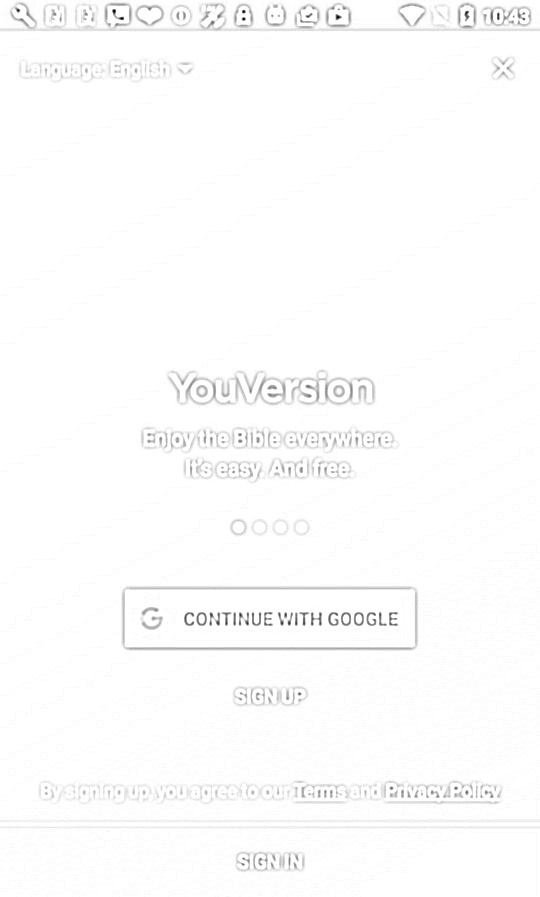 10:43
Language: English
YouVersion
Enjoy the Bible everywhere.
It's easy. And free.
CONTINUE WITH GOOGLE
SIGN UP
By signing up, you agree to our Terms and Privacy Policy.
SIGN IN